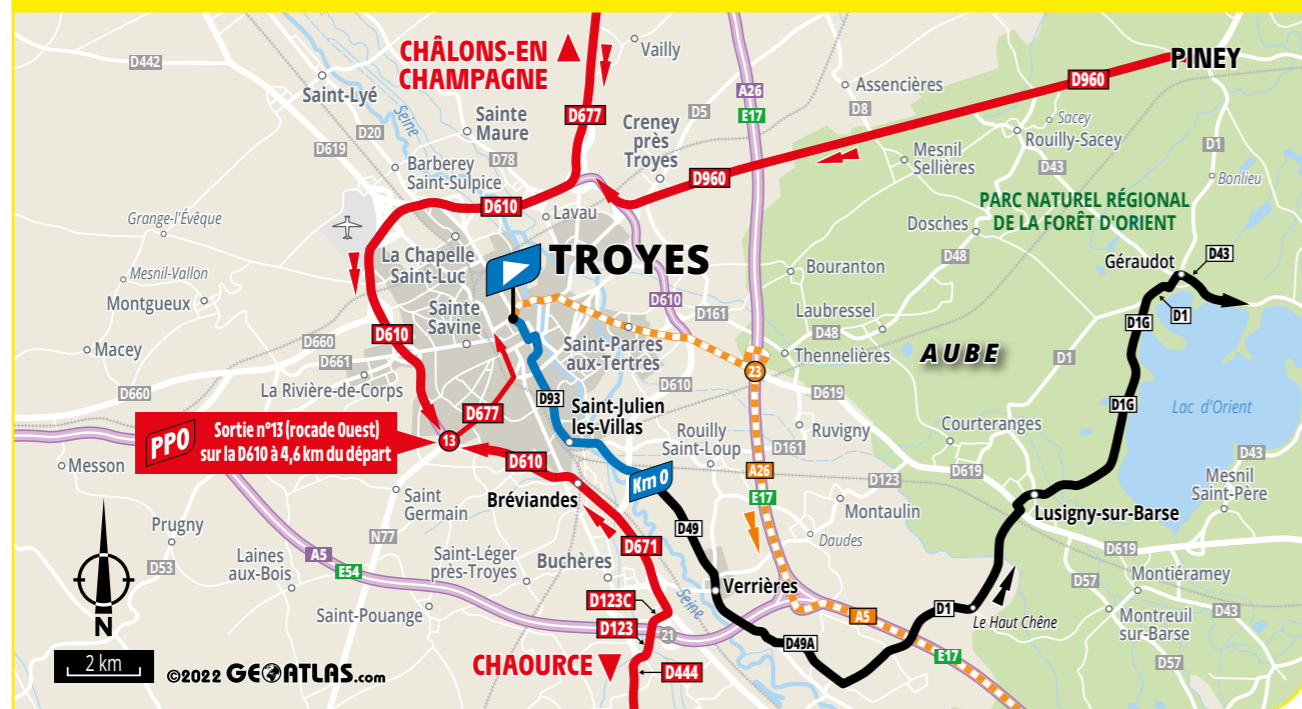 CHÂLONS-EN
CHAMPAGNE
Vailly
D442
PINEY
D960
Saint-Lyé
Seine
A26
E17
Assencières
D8
D5
D677
Sainte
Maure
Creney
près
Troyes
D20
D619
D78
Sacey
Rouilly-Sacey
D43
D1
Mesnil
Sellières
Barberey
Saint-Sulpice
D960
Bonlieu
D610
Lavau
PARC NATUREL RÉGIONAL
DE LA FORÊT D'ORIENT
Grange-l'Évêque
Dosches
D48
La Chapelle
Saint-Luc
TROYES
Géraudot
D43
Mesnil-Vallon
Montgueux
Bouranton
D610
D161
Laubressel
D48
D1G
D1
Sainte
Savine
D610
Saint-Parres
aux-Tertres
Thennelières
AUBE
D1
Macey
D660
D661
23
D610
D619
La Rivière-de-Corps
D660
D93
Saint-Julien
les-Villas
D1G
Lac d'Orient
D677
PPO
Sortie n°13 (rocade Ouest)
sur la D610 à 4,6 km du départ
13
Rouilly
Saint-Loup
Ruvigny
D161
Courteranges
D619
D43
Messon
D610
Km 0
A26
E17
D123
Mesnil
Saint-Père
Bréviandes
Saint
Germain
Lusigny-sur-Barse
Montaulin
D49
Prugny
N77
Daudes
D619
D671
A5
E54
D53
Laines
aux-Bois
Saint-Léger
près-Troyes
Buchères
Seine
Verrières
D57
Montiéramey
D123C
D1
Le Haut Chêne
Montreuil
sur-Barse
D43
Saint-Pouange
A5
D123
21
D49A
N
E17
D57
2 km
©2022 GEOATLAS.com
CHAOURCE
D444